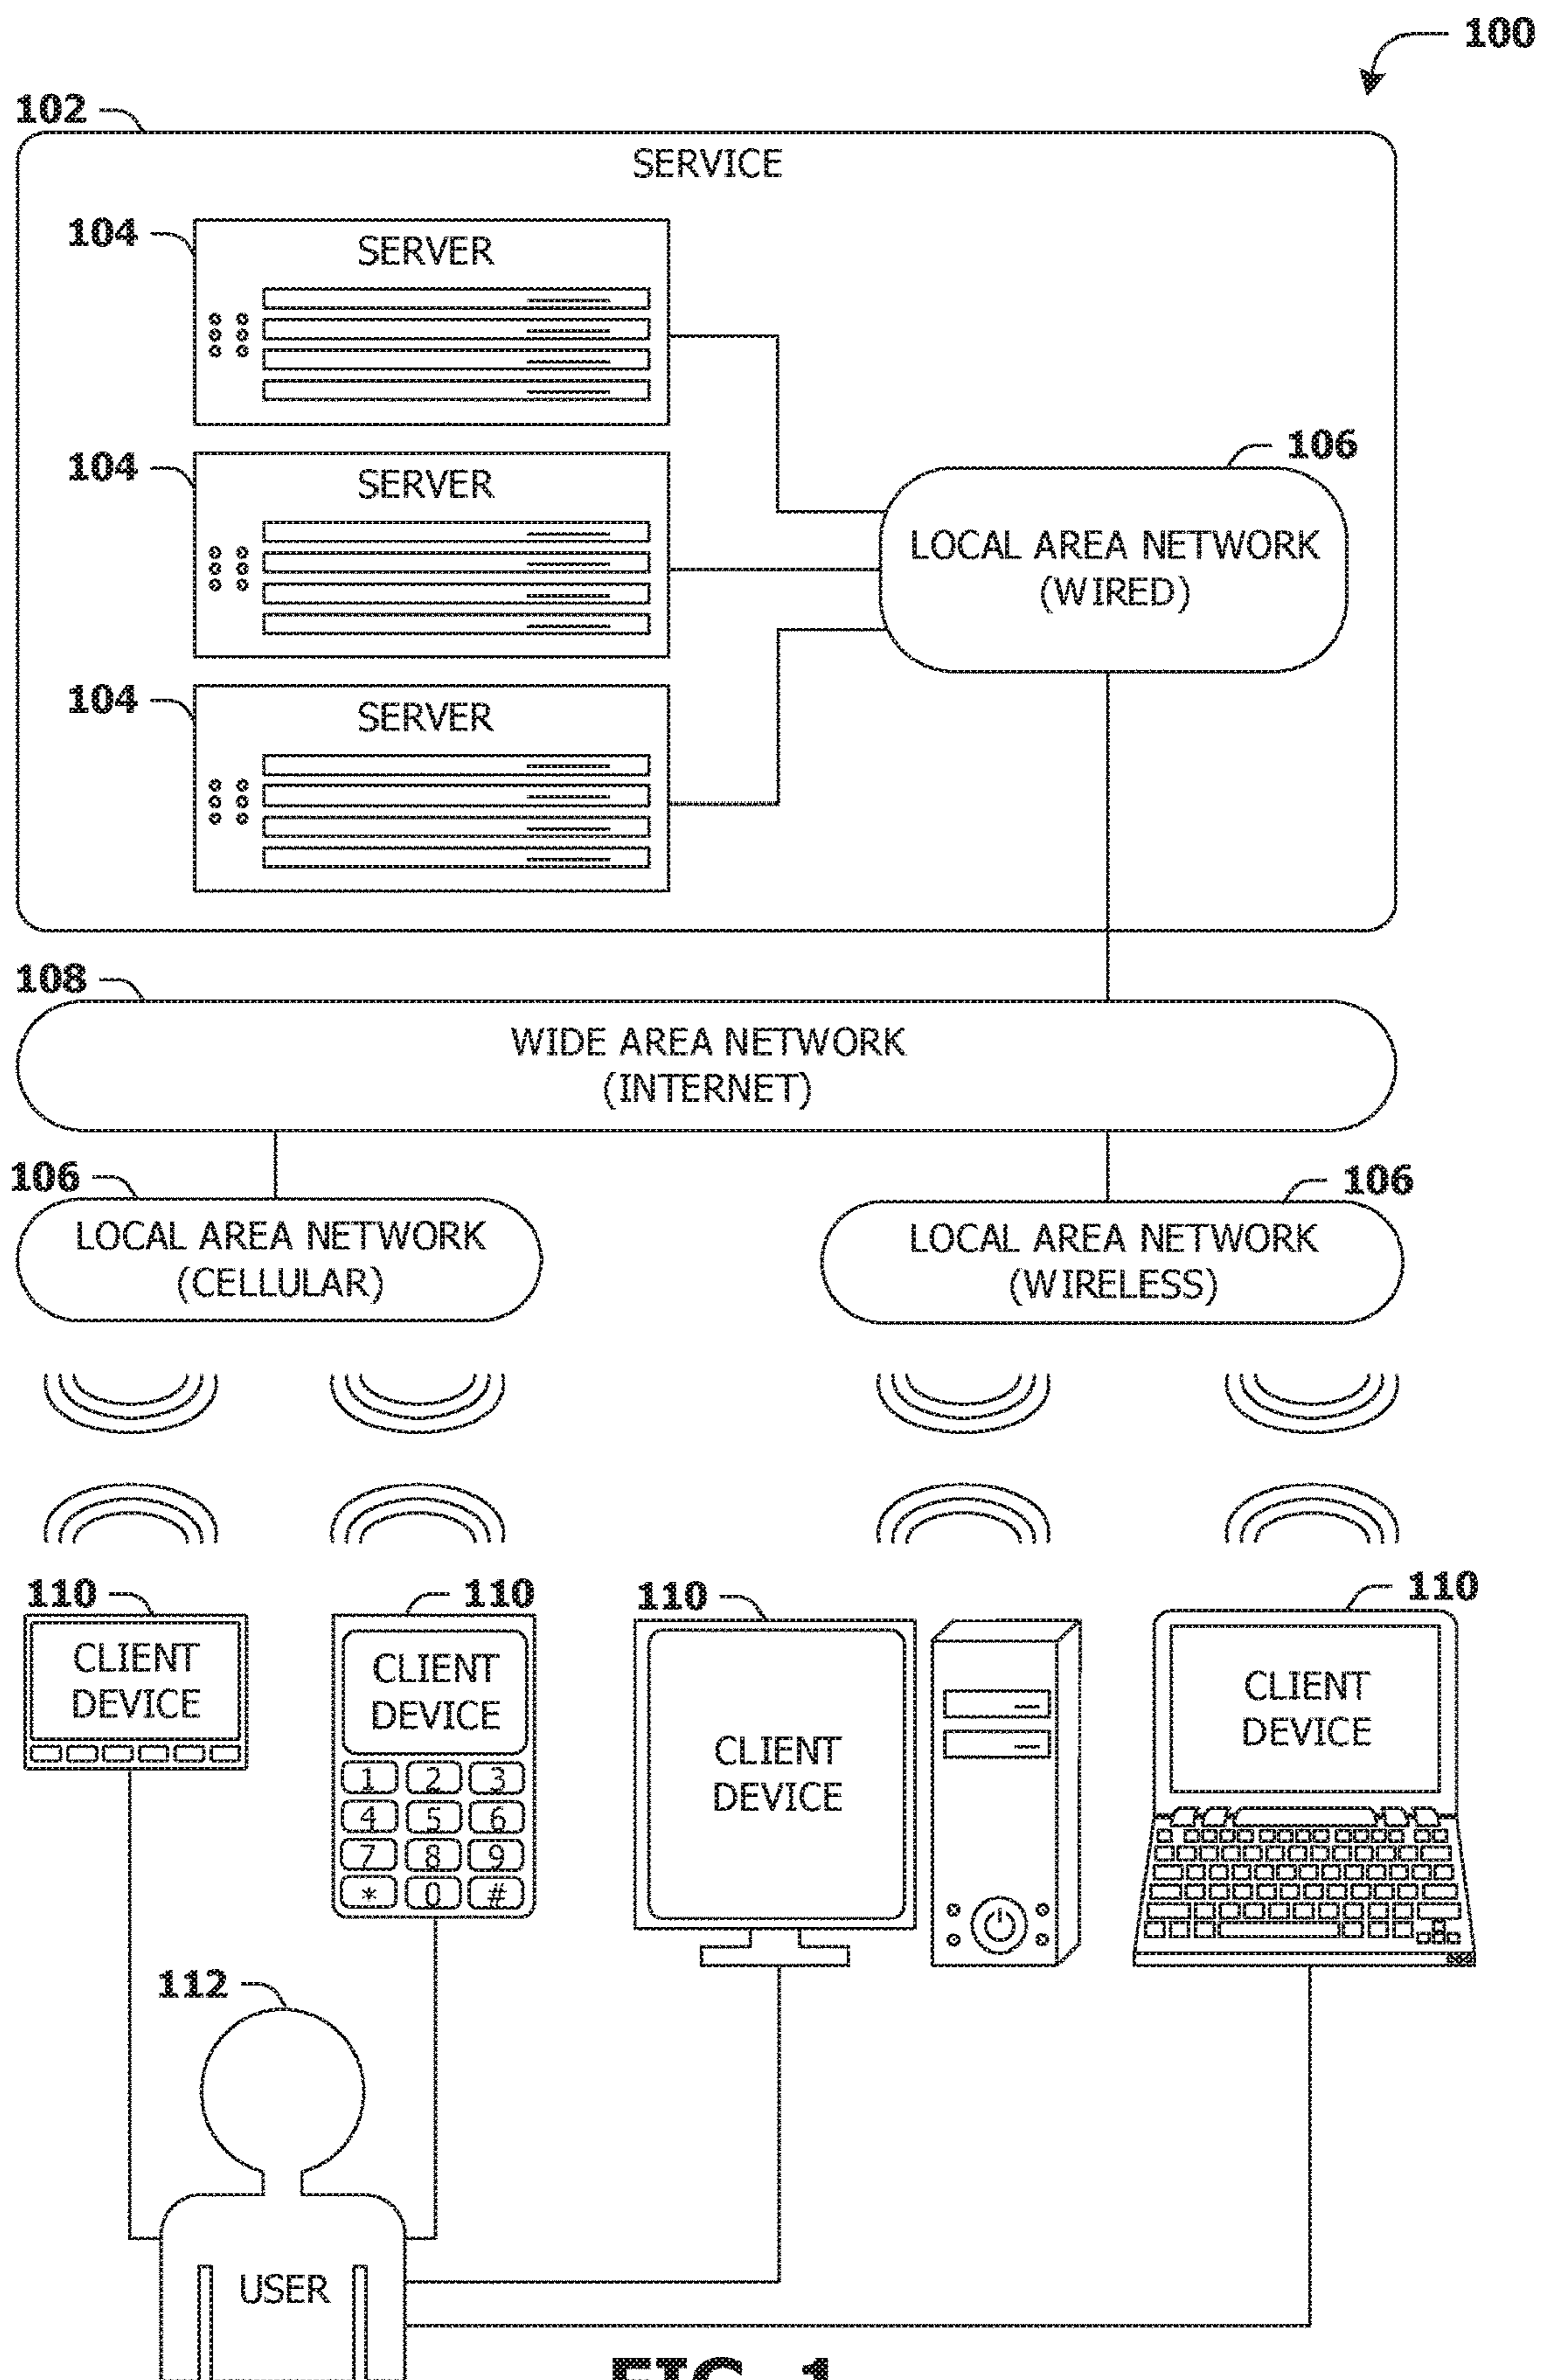 100
102
SERVICE
104
SERVER
104
SERVER
106
LOCAL AREA NETWORK
(WIRED)
104
SERVER
108
WIDE AREA NETWORK
(INTERNET)
106
LOCAL AREA NETWORK
(CELLULAR)
106
LOCAL AREA NETWORK
(WIRELESS)
110
CLIENT
DEVICE
110
CLIENT
DEVICE
1 2 3
4 5 6
7 8 9
* 0 #
110
CLIENT
DEVICE
110
CLIENT
DEVICE
112
USER
FIG. 1